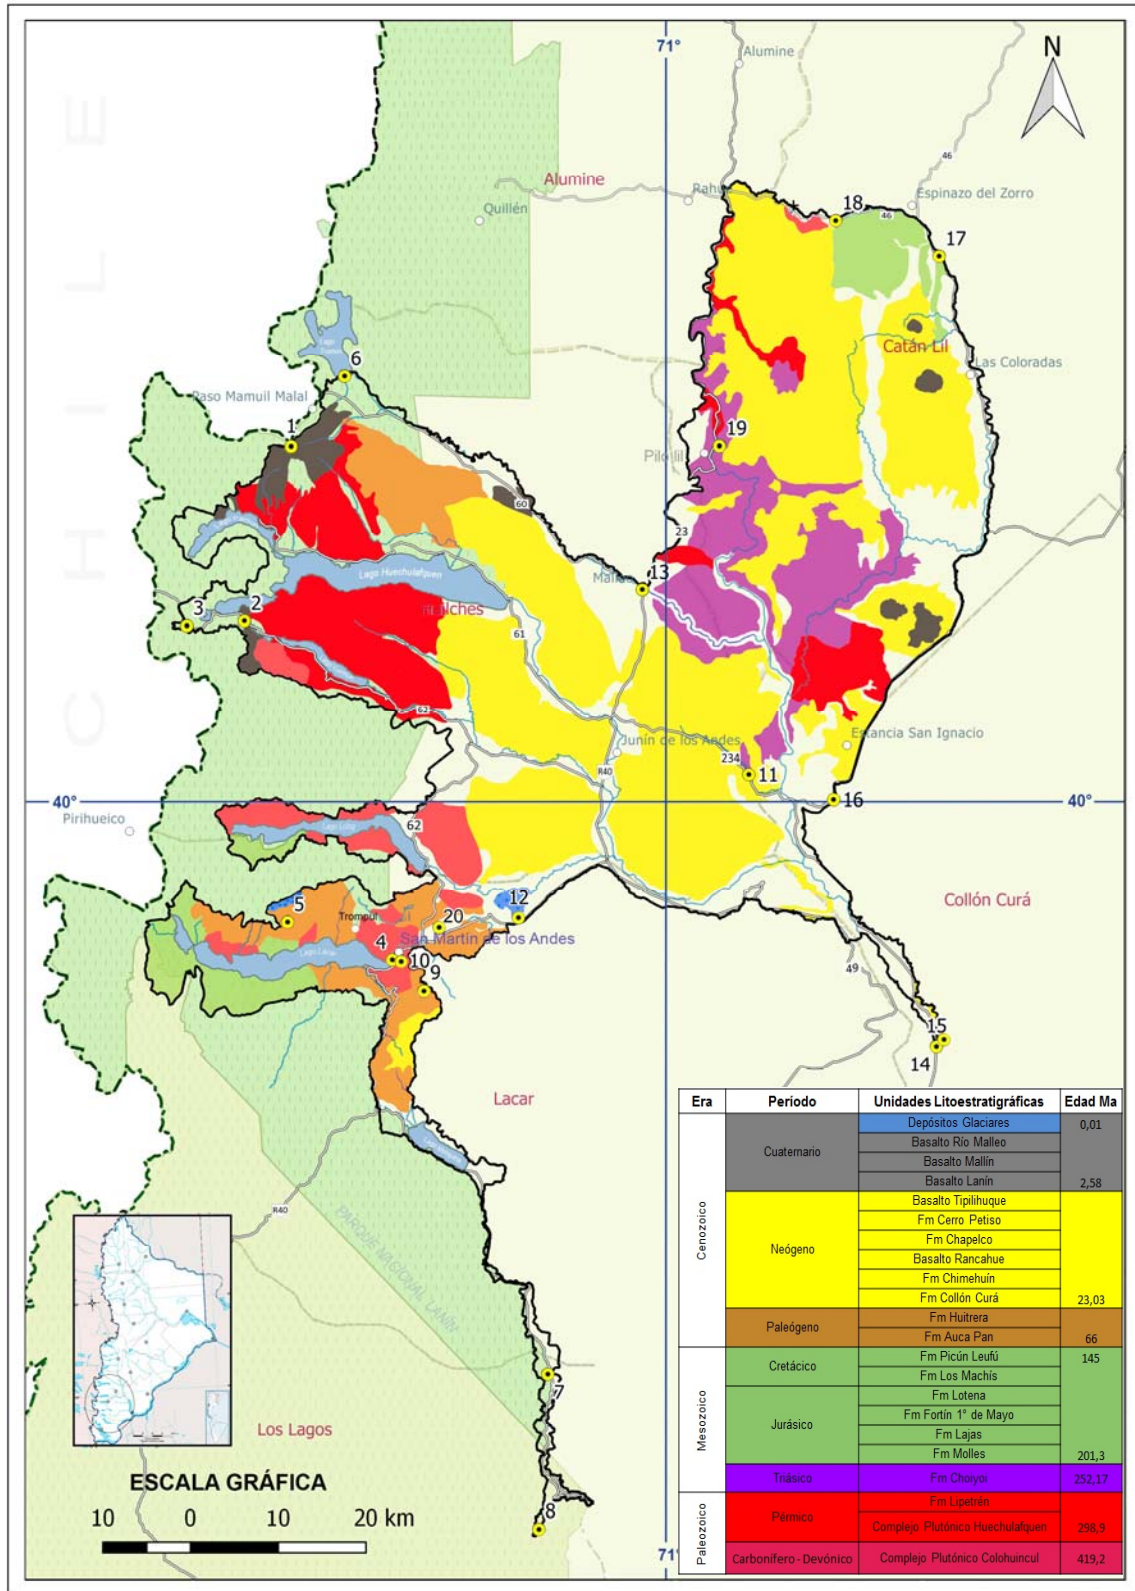 71°
N
CHILE
Alumine
46
Alumine
Rahue
Espinazo del Zorro
Quillén
18
46
17
Catán Lil
Las Coloradas
6
Paso Mamuil Malal
1
19
Pilolil
60
23
Lago Huechulafquen
Malleo
13
3
2
61
62
Junín de los Andes
Estancia San Ignacio
234
11
R40
16
40°
40°
Pirihueico
62
Collón Curá
5
Trompul
12
20
4
San Martín de los Andes
10
9
49
15
14
Lacar
R40
PARQUE NACIONAL LANÍN
7
Los Lagos
8
71°
ESCALA GRÁFICA
10 0 10 20 km
Era Período Unidades Litoestratigráficas Edad Ma
Cenozoico
Cuaternario
Depósitos Glaciares 0,01
Basalto Río Malleo
Basalto Mallín
Basalto Lanín 2,58
Neógeno
Basalto Tipilihuque
Fm Cerro Petiso
Fm Chapelco
Basalto Rancahue
Fm Chimehuín
Fm Collón Curá 23,03
Paleógeno
Fm Huitrera
Fm Auca Pan 66
Mesozoico
Cretácico
Fm Picún Leufú 145
Fm Los Machís
Jurásico
Fm Lotena
Fm Fortín 1° de Mayo
Fm Lajas
Fm Molles 201,3
Triásico Fm Choiyoi 252,17
Paleozoico
Pérmico
Fm Lipetrén
Complejo Plutónico Huechulafquen 298,9
Carbonífero - Devónico Complejo Plutónico Colohuincul 419,2